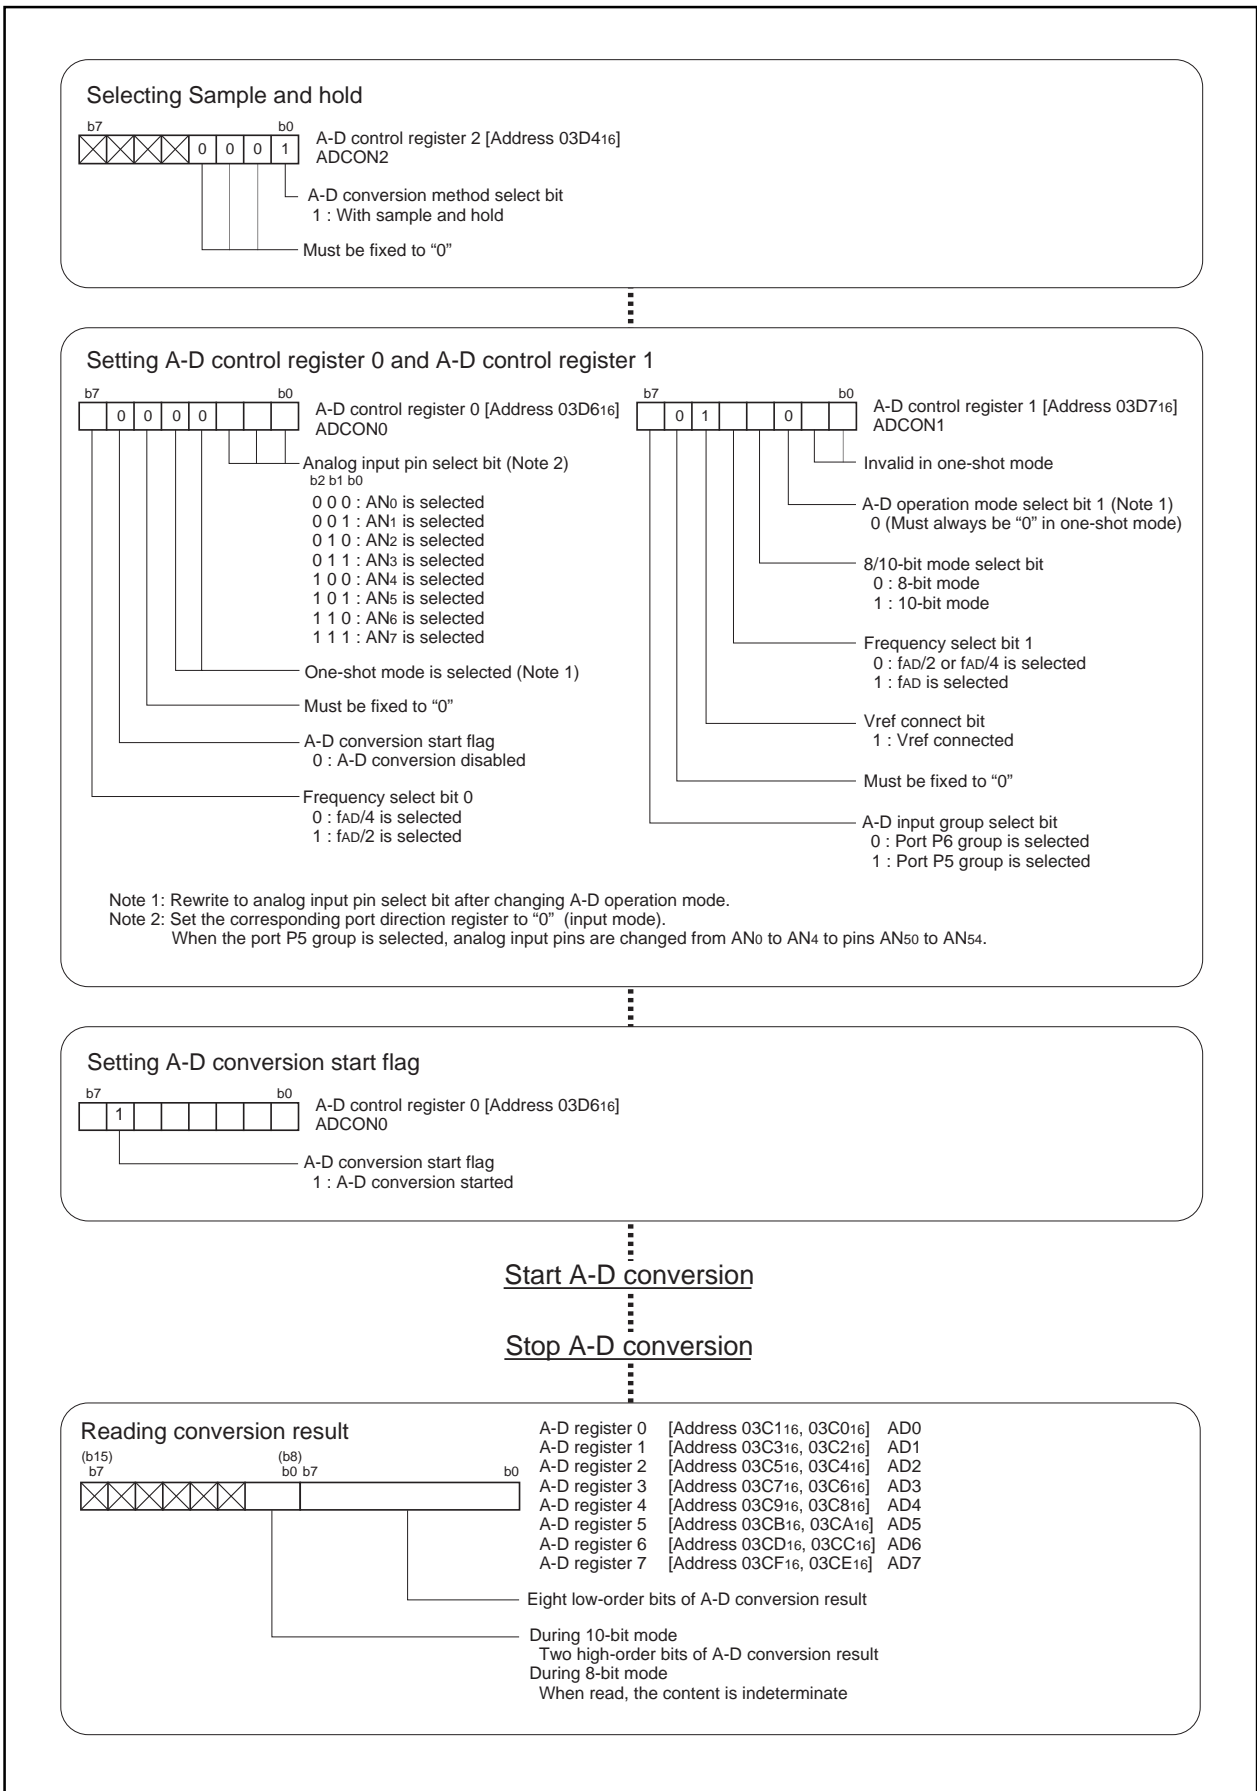 Selecting Sample and hold
b7 b0
0 0 0 1
A-D control register 2 [Address 03D416]
ADCON2
A-D conversion method select bit
1 : With sample and hold
Must be fixed to “0”
Setting A-D control register 0 and A-D control register 1
b7 b0
0 0 0 0
A-D control register 0 [Address 03D616]
ADCON0
Analog input pin select bit (Note 2)
b2 b1 b0
0 0 0 : AN0 is selected
0 0 1 : AN1 is selected
0 1 0 : AN2 is selected
0 1 1 : AN3 is selected
1 0 0 : AN4 is selected
1 0 1 : AN5 is selected
1 1 0 : AN6 is selected
1 1 1 : AN7 is selected
One-shot mode is selected (Note 1)
Must be fixed to “0”
A-D conversion start flag
0 : A-D conversion disabled
Frequency select bit 0
0 : fAD/4 is selected
1 : fAD/2 is selected
b7 b0
0 1 0
A-D control register 1 [Address 03D716]
ADCON1
Invalid in one-shot mode
A-D operation mode select bit 1 (Note 1)
0 (Must always be “0” in one-shot mode)
8/10-bit mode select bit
0 : 8-bit mode
1 : 10-bit mode
Frequency select bit 1
0 : fAD/2 or fAD/4 is selected
1 : fAD is selected
Vref connect bit
1 : Vref connected
Must be fixed to “0”
A-D input group select bit
0 : Port P6 group is selected
1 : Port P5 group is selected
Note 1: Rewrite to analog input pin select bit after changing A-D operation mode.
Note 2: Set the corresponding port direction register to “0” (input mode).
When the port P5 group is selected, analog input pins are changed from AN0 to AN4 to pins AN50 to AN54.
Setting A-D conversion start flag
b7 b0
1
A-D control register 0 [Address 03D616]
ADCON0
A-D conversion start flag
1 : A-D conversion started
Start A-D conversion
Stop A-D conversion
Reading conversion result
(b15) (b8)
b7 b0 b7 b0
A-D register 0 [Address 03C116, 03C016] AD0
A-D register 1 [Address 03C316, 03C216] AD1
A-D register 2 [Address 03C516, 03C416] AD2
A-D register 3 [Address 03C716, 03C616] AD3
A-D register 4 [Address 03C916, 03C816] AD4
A-D register 5 [Address 03CB16, 03CA16] AD5
A-D register 6 [Address 03CD16, 03CC16] AD6
A-D register 7 [Address 03CF16, 03CE16] AD7
Eight low-order bits of A-D conversion result
During 10-bit mode
Two high-order bits of A-D conversion result
During 8-bit mode
When read, the content is indeterminate